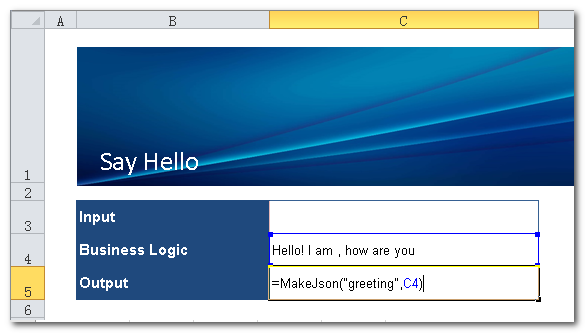 A B C
1 Say Hello
2
3 Input
4 Business Logic Hello! I am , how are you
5 Output =MakeJson("greeting",C4)
6